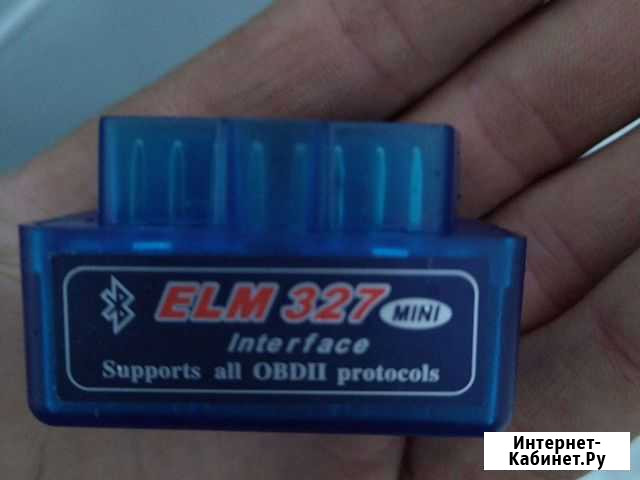 ELM 327 MINI
Interface
Supports all OBDII protocols
Интернет-
Кабинет.Ру